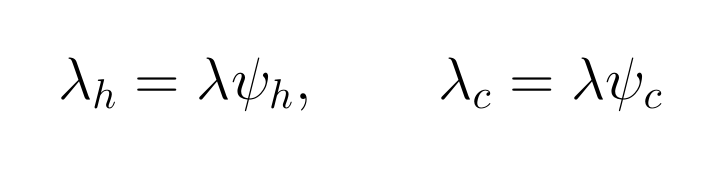 λ_h = λψ_h, λ_c = λψ_c